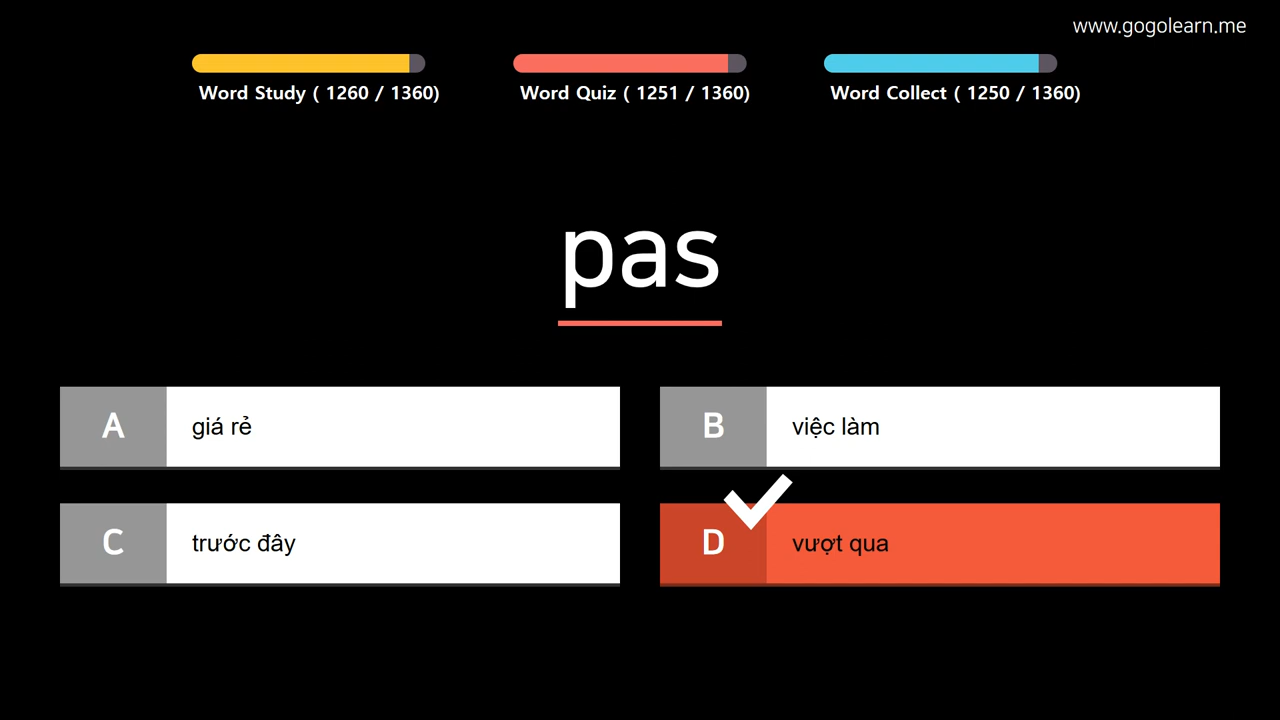 www.gogolearn.me
Word Study ( 1260 / 1360)
Word Quiz ( 1251 / 1360)
Word Collect ( 1250 / 1360)
pas
A giá rẻ
B việc làm
C trước đây
D vượt qua